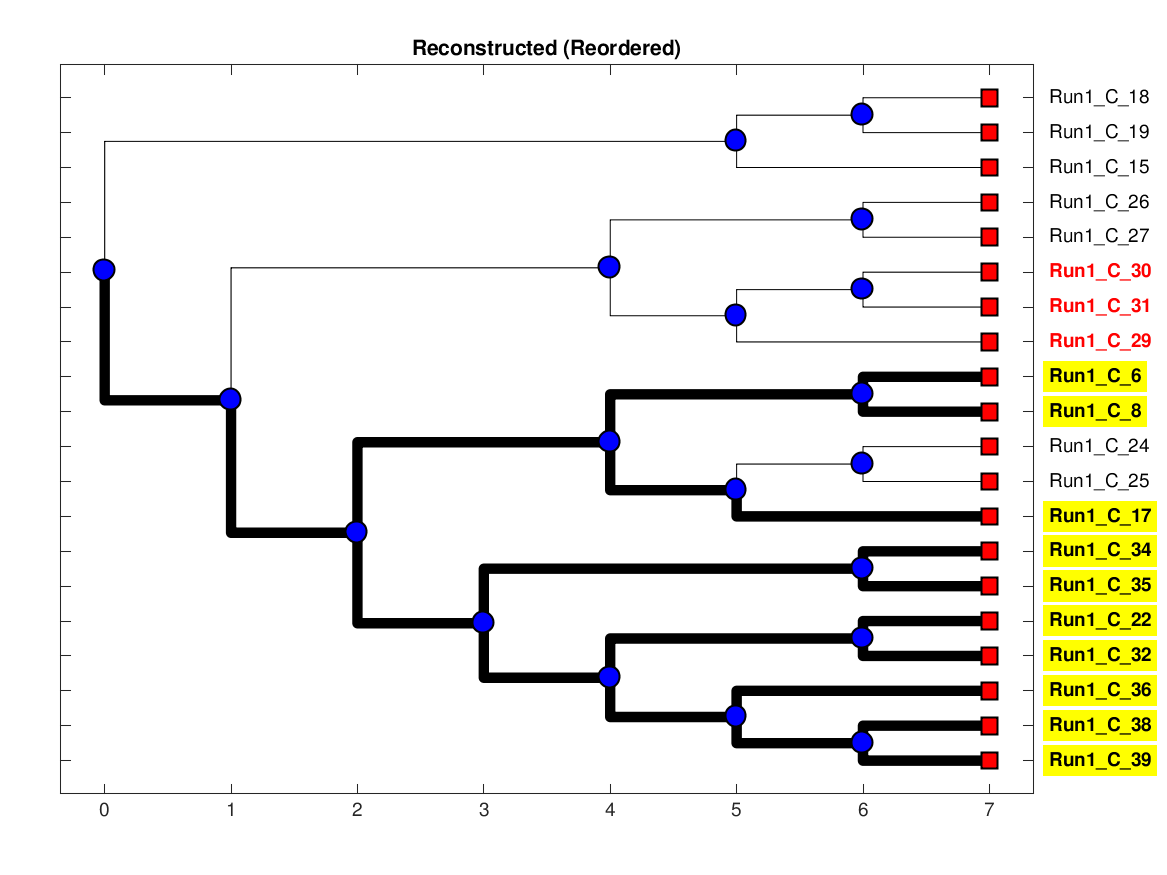 Reconstructed (Reordered)
Run1_C_18
Run1_C_19
Run1_C_15
Run1_C_26
Run1_C_27
Run1_C_30
Run1_C_31
Run1_C_29
Run1_C_6
Run1_C_8
Run1_C_24
Run1_C_25
Run1_C_17
Run1_C_34
Run1_C_35
Run1_C_22
Run1_C_32
Run1_C_36
Run1_C_38
Run1_C_39
0 1 2 3 4 5 6 7